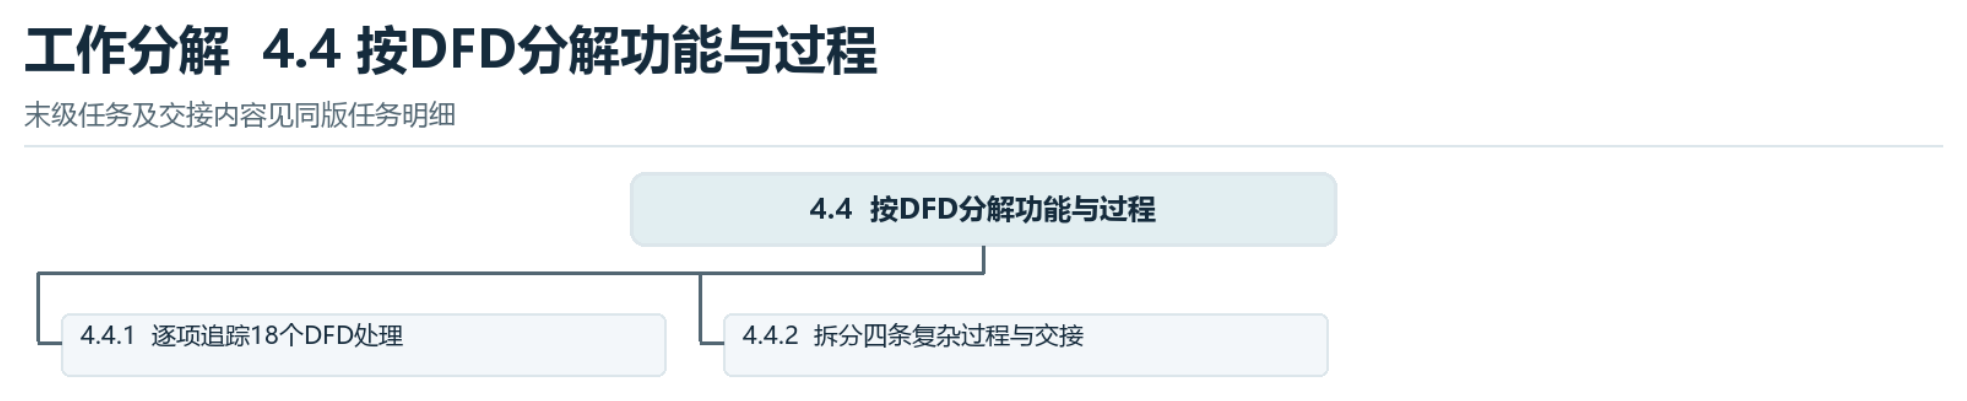 工作分解 4.4 按DFD分解功能与过程
末级任务及交接内容见同版任务明细
4.4 按DFD分解功能与过程
4.4.1 逐项追踪18个DFD处理
4.4.2 拆分四条复杂过程与交接